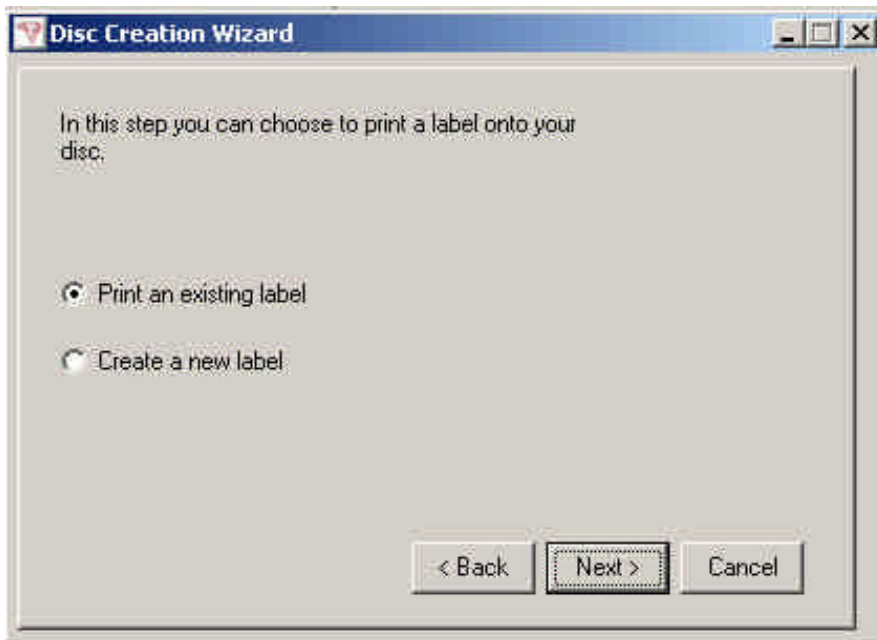 Disc Creation Wizard
In this step you can choose to print a label onto your
disc.
Print an existing label
Create a new label
< Back Next > Cancel